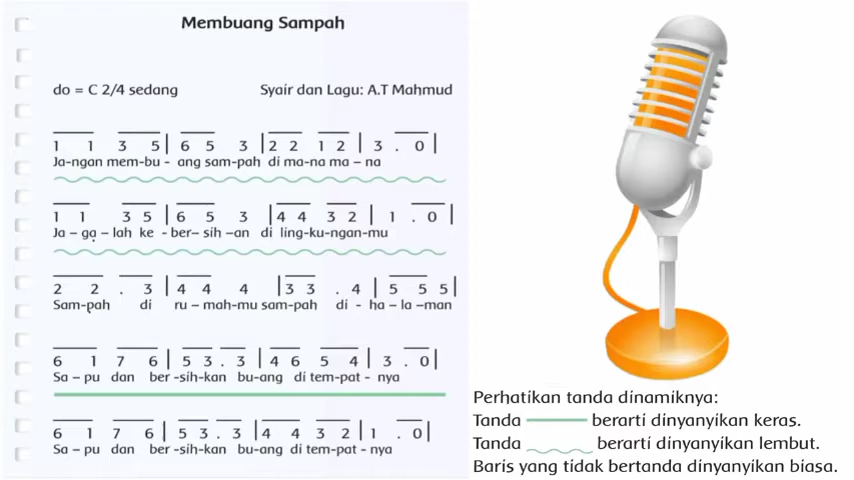 Membuang Sampah
do = C 2/4 sedang Syair dan Lagu: A.T Mahmud
1 1 3 5 | 6 5 3 | 2 2 1 2 | 3 . 0 |
Ja-ngan mem-bu - ang sam-pah di ma-na ma – na
1 1 3 5 | 6 5 3 | 4 4 3 2 | 1 . 0 |
Ja – ga – lah ke - ber– sih –an di ling-ku-ngan-mu
2 2 . 3 | 4 4 4 | 3 3 . 4 | 5 5 5 |
Sam-pah di ru – mah-mu sam-pah di - ha – la –man
6 1 7 6 | 5 3 . 3 | 4 6 5 4 | 3 . 0 |
Sa – pu dan ber -sih-kan bu-ang di tem-pat - nya
6 1 7 6 | 5 3 . 3 | 4 4 3 2 | 1 . 0 |
Sa – pu dan ber -sih-kan bu-ang di tem-pat - nya
Perhatikan tanda dinamiknya:
Tanda berarti dinyanyikan keras.
Tanda berarti dinyanyikan lembut.
Baris yang tidak bertanda dinyanyikan biasa.